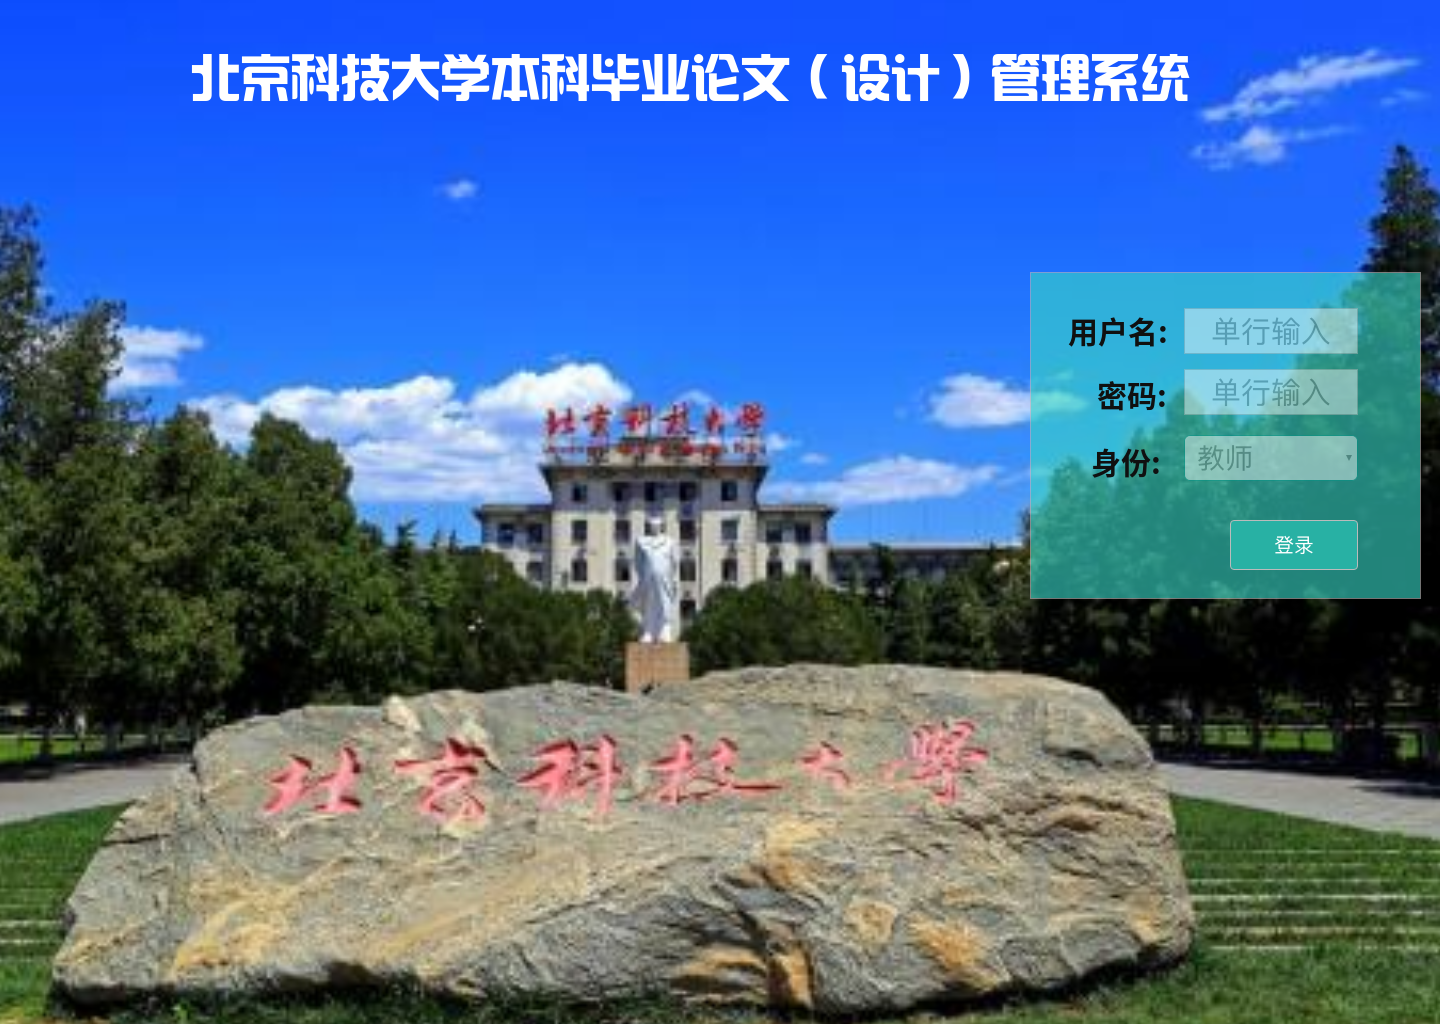 北京科技大学本科毕业论文（设计）管理系统
北京科技大学
用户名: 单行输入
密码: 单行输入
身份: 教师
登录
北京科技大学